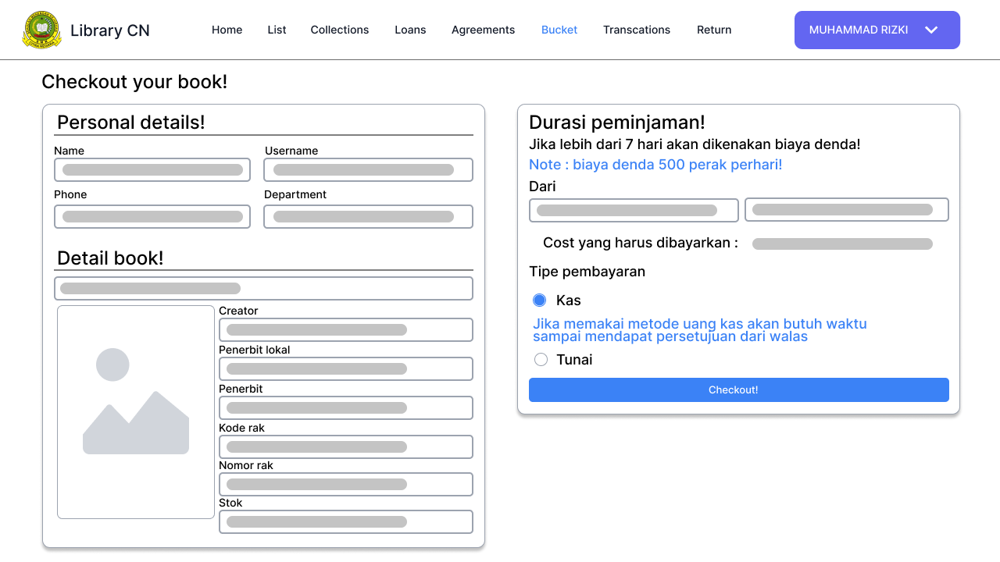 Library CN
Home List Collections Loans Agreements Bucket Transcations Return
MUHAMMAD RIZKI
Checkout your book!
Personal details!
Name Username
Phone Department
Detail book!
Creator
Penerbit lokal
Penerbit
Kode rak
Nomor rak
Stok
Durasi peminjaman!
Jika lebih dari 7 hari akan dikenakan biaya denda!
Note : biaya denda 500 perak perhari!
Dari
Cost yang harus dibayarkan :
Tipe pembayaran
Kas
Jika memakai metode uang kas akan butuh waktu
sampai mendapat persetujuan dari walas
Tunai
Checkout!